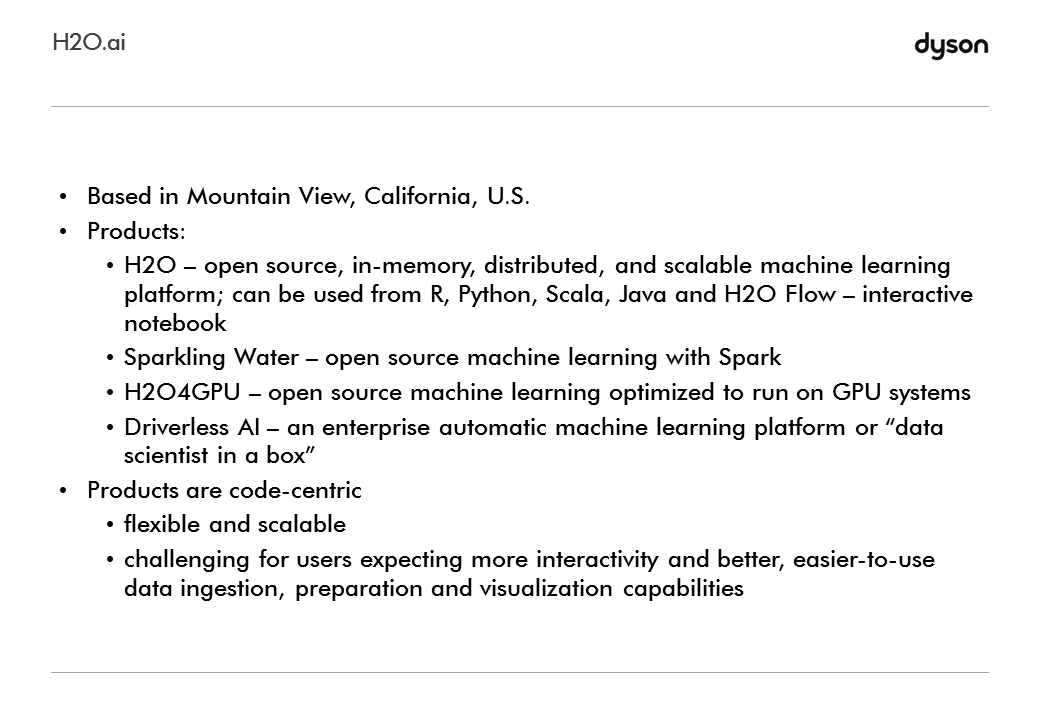 H2O.ai
dyson
• Based in Mountain View, California, U.S.
• Products:
• H2O – open source, in-memory, distributed, and scalable machine learning
platform; can be used from R, Python, Scala, Java and H2O Flow – interactive
notebook
• Sparkling Water – open source machine learning with Spark
• H2O4GPU – open source machine learning optimized to run on GPU systems
• Driverless AI – an enterprise automatic machine learning platform or “data
scientist in a box”
• Products are code-centric
• flexible and scalable
• challenging for users expecting more interactivity and better, easier-to-use
data ingestion, preparation and visualization capabilities